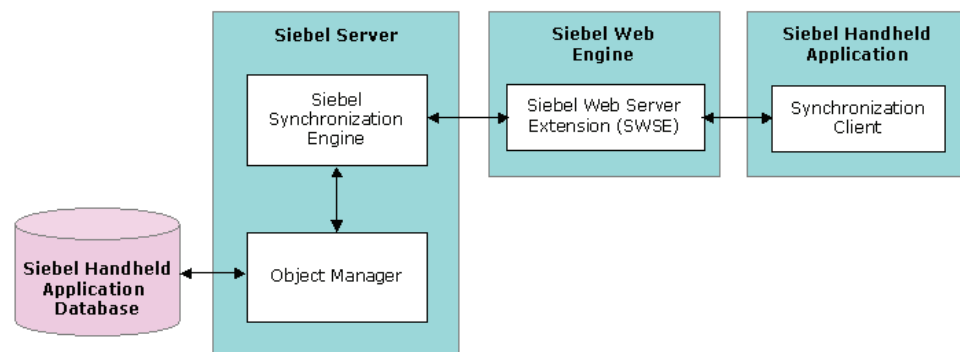 Siebel Server
Siebel
Synchronization
Engine
Object Manager
Siebel Web
Engine
Siebel Web Server
Extension (SWSE)
Siebel Handheld
Application
Synchronization
Client
Siebel Handheld
Application
Database